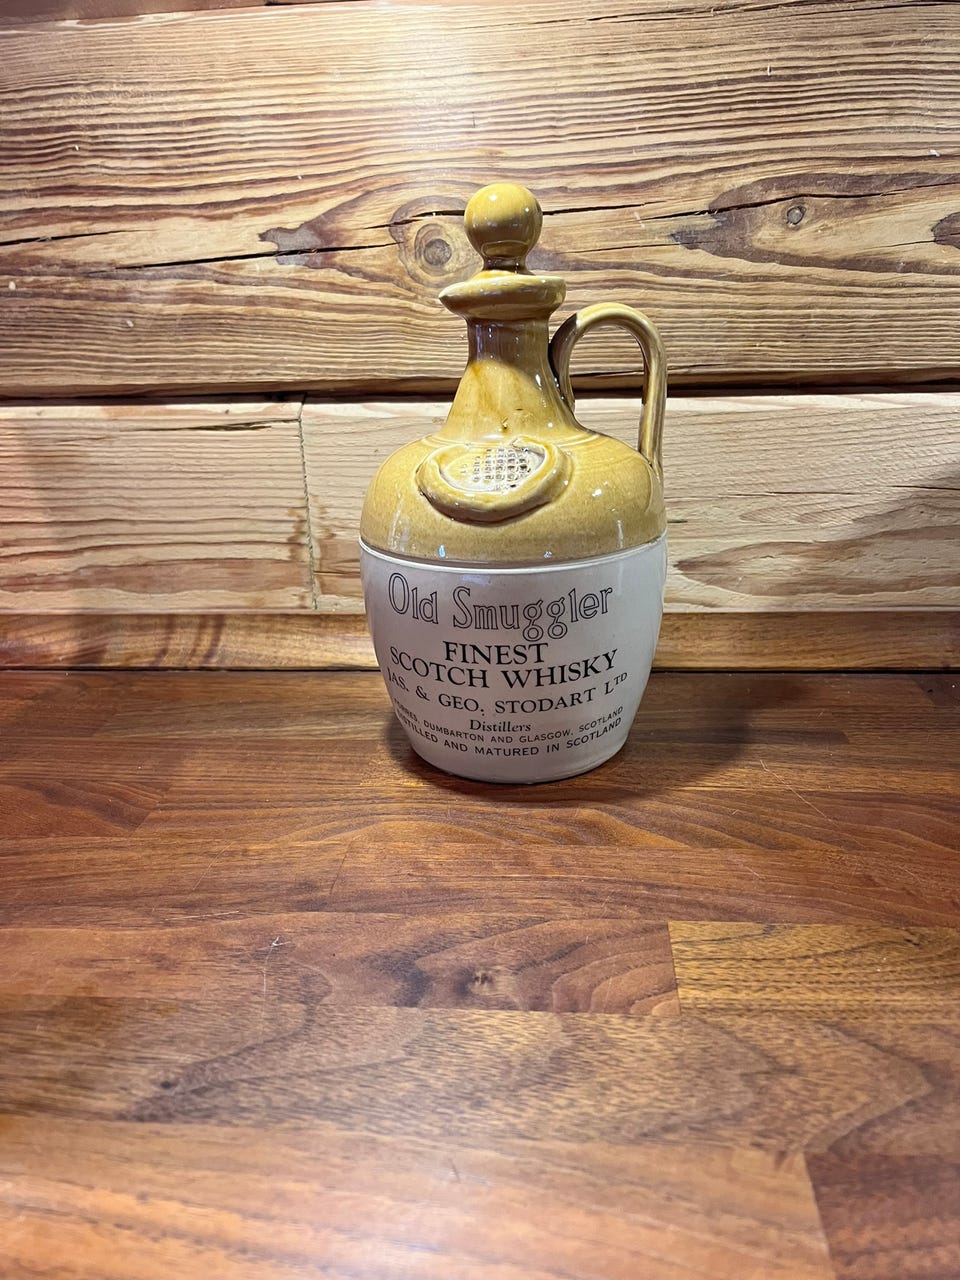 Old Smuggler
FINEST
SCOTCH WHISKY
JAS. & GEO. STODART LTD
Distillers
DUMBARTON AND GLASGOW, SCOTLAND
AND MATURED IN SCOTLAND